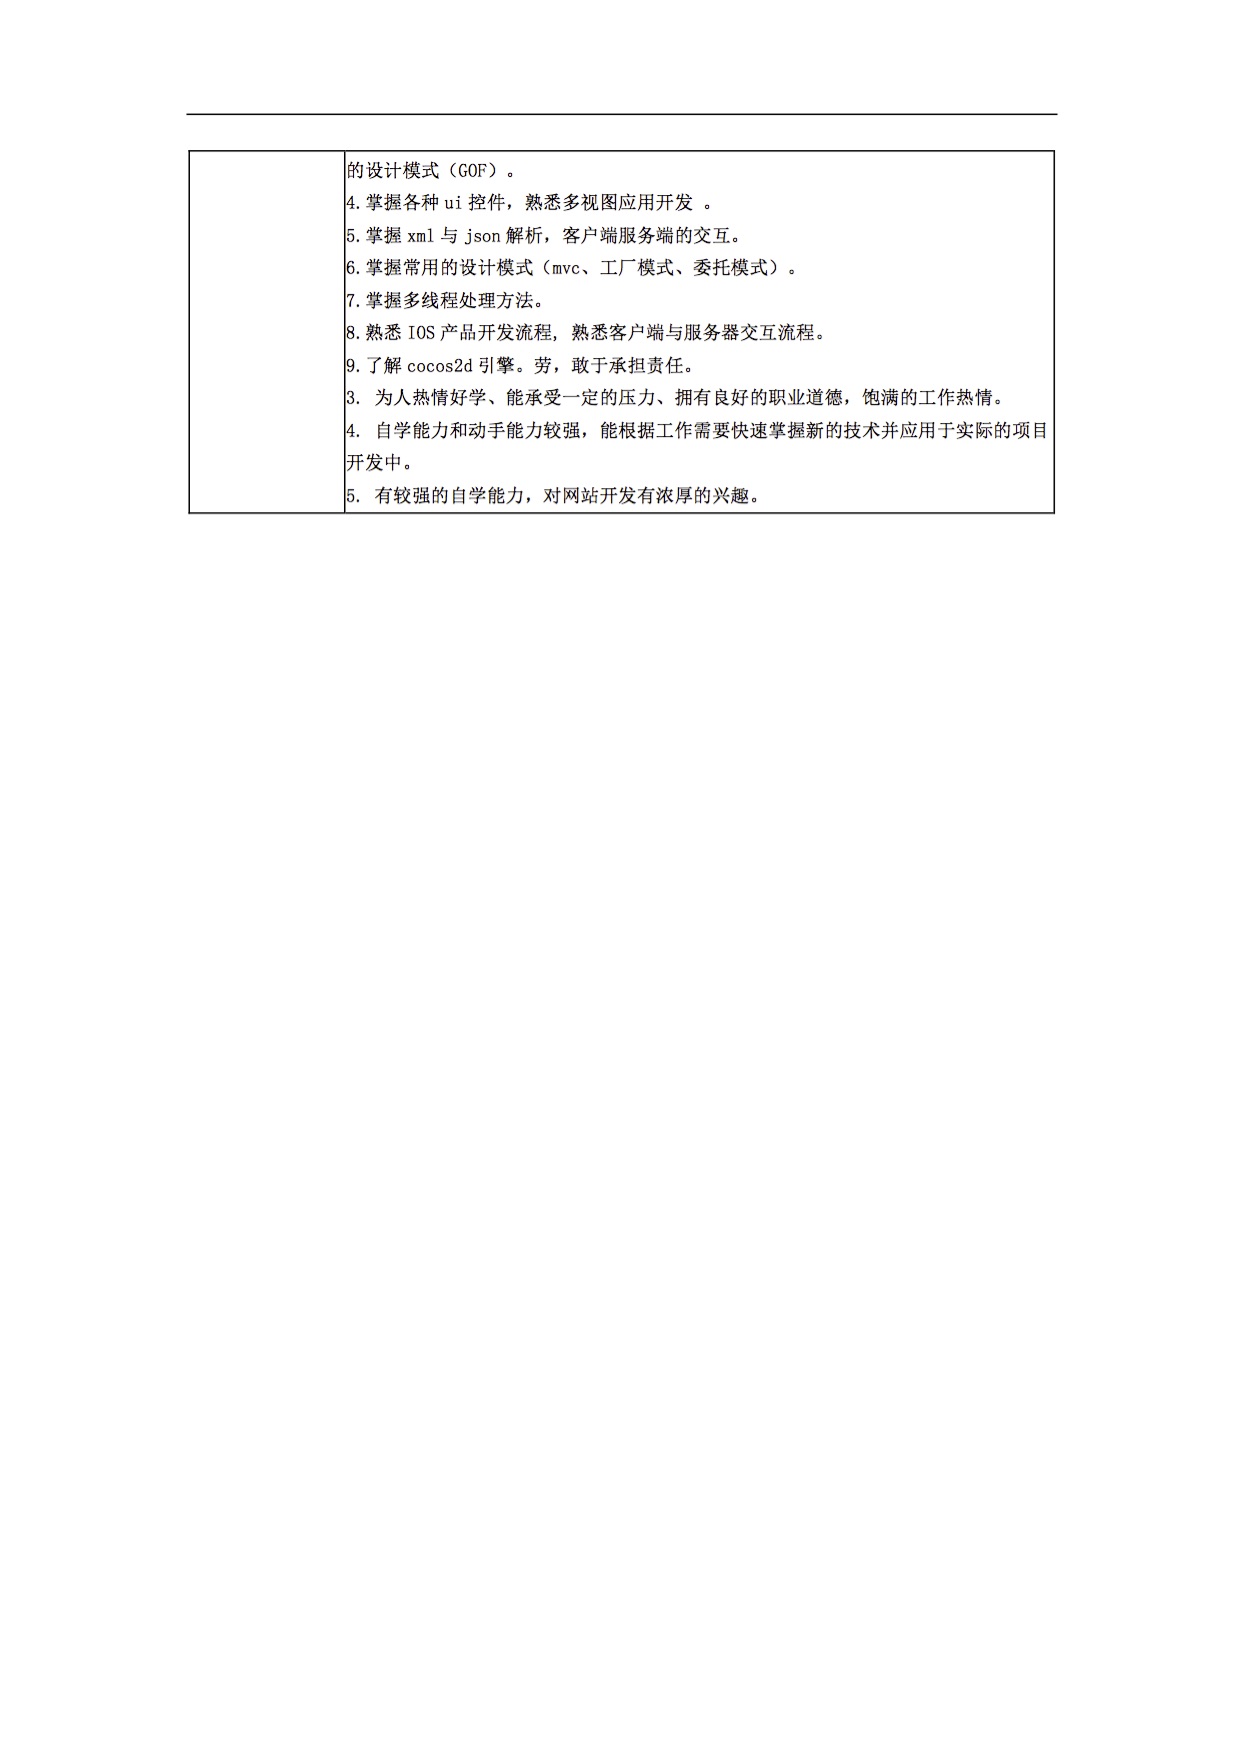 的设计模式（GOF）。
4.掌握各种 ui 控件，熟悉多视图应用开发 。
5.掌握 xml 与 json 解析，客户端服务端的交互。
6.掌握常用的设计模式（mvc、工厂模式、委托模式）。
7.掌握多线程处理方法。
8.熟悉 IOS 产品开发流程, 熟悉客户端与服务器交互流程。
9.了解 cocos2d 引擎。劳，敢于承担责任。
3. 为人热情好学、能承受一定的压力、拥有良好的职业道德，饱满的工作热情。
4. 自学能力和动手能力较强，能根据工作需要快速掌握新的技术并应用于实际的项目
开发中。
5. 有较强的自学能力，对网站开发有浓厚的兴趣。